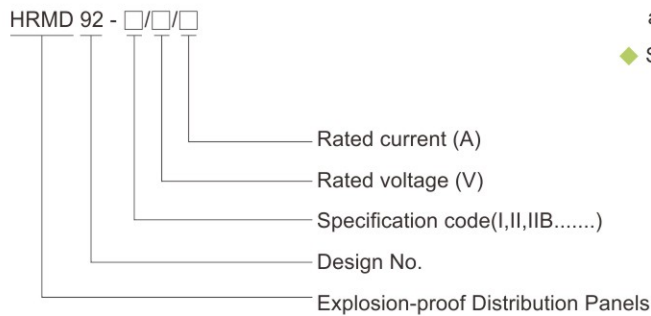 HRMD 92 - □/□/□
a
◆ S
Rated current (A)
Rated voltage (V)
Specification code(I,II,IIB.......)
Design No.
Explosion-proof Distribution Panels